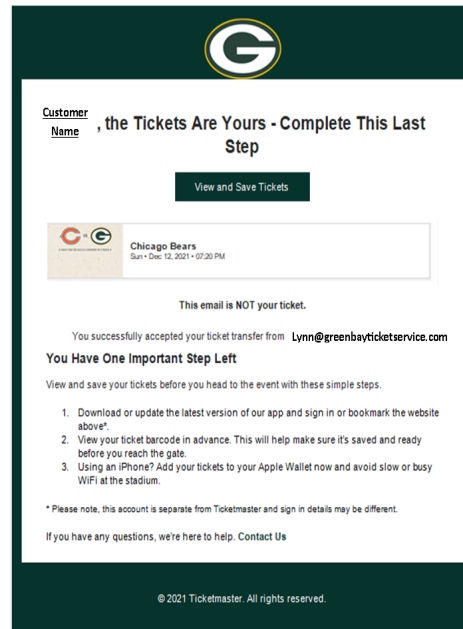 G
Customer
Name , the Tickets Are Yours - Complete This Last
Step
View and Save Tickets
Chicago Bears
Sun • Dec 12, 2021 • 07:20 PM
This email is NOT your ticket.
You successfully accepted your ticket transfer from Lynn@greenbayticketservice.com
You Have One Important Step Left
View and save your tickets before you head to the event with these simple steps.
1. Download or update the latest version of our app and sign in or bookmark the website
above*.
2. View your ticket barcode in advance. This will help make sure it's saved and ready
before you reach the gate.
3. Using an iPhone? Add your tickets to your Apple Wallet now and avoid slow or busy
WiFi at the stadium.
* Please note, this account is separate from Ticketmaster and sign in details may be different.
If you have any questions, we're here to help. Contact Us
© 2021 Ticketmaster. All rights reserved.